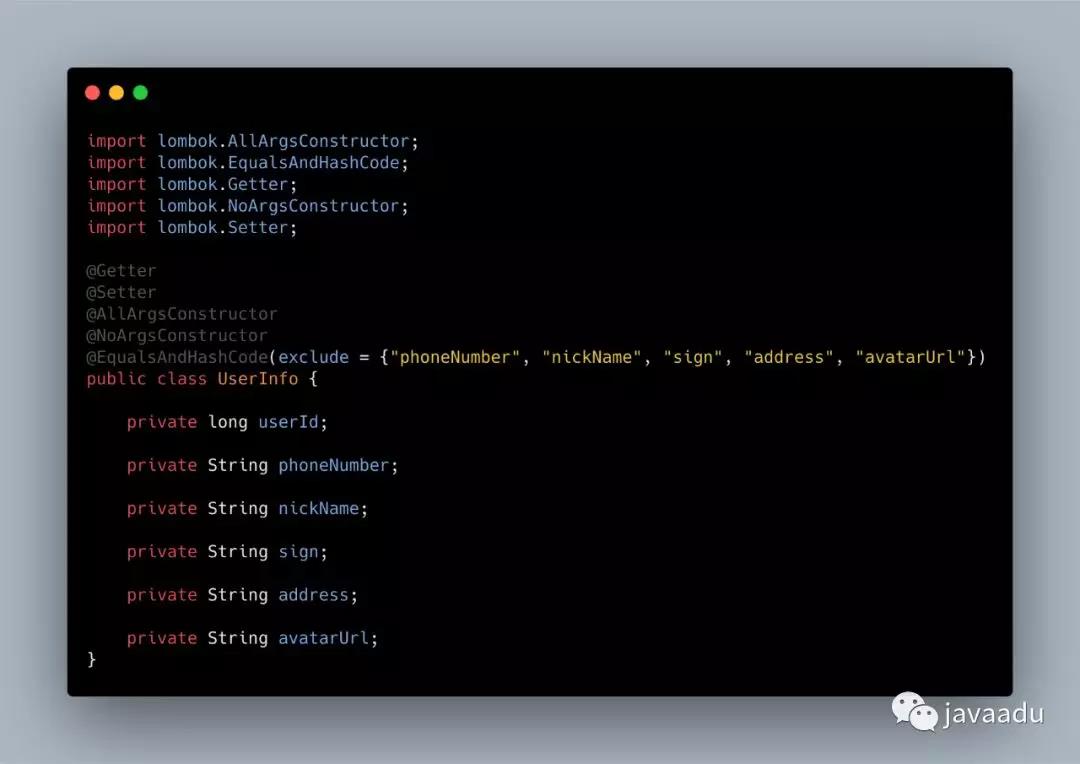 import lombok.AllArgsConstructor;
import lombok.EqualsAndHashCode;
import lombok.Getter;
import lombok.NoArgsConstructor;
import lombok.Setter;
@Getter
@Setter
@AllArgsConstructor
@NoArgsConstructor
@EqualsAndHashCode(exclude = {"phoneNumber", "nickName", "sign", "address", "avatarUrl"})
public class UserInfo {
    private long userId;
    private String phoneNumber;
    private String nickName;
    private String sign;
    private String address;
    private String avatarUrl;
}
javaadu